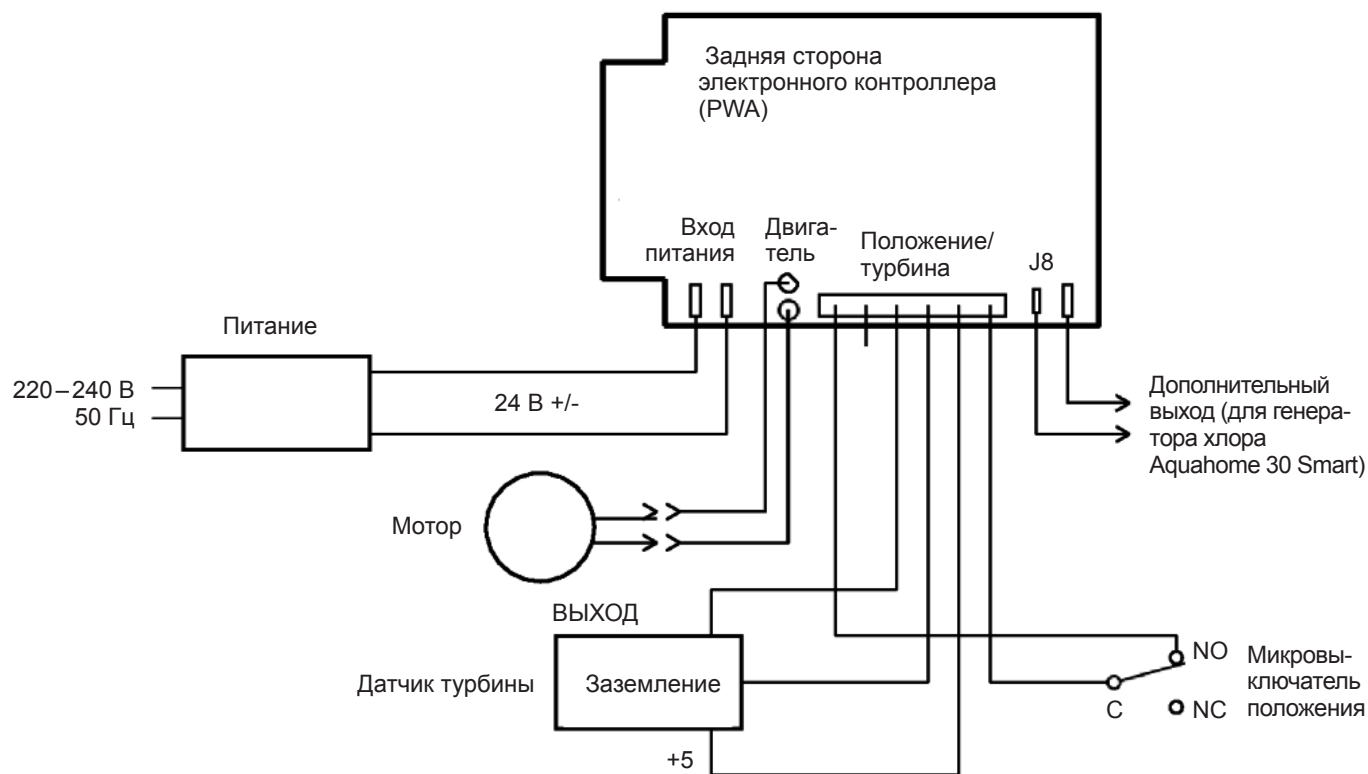 Задняя сторона
электронного контроллера
(PWA)
Вход
питания
Двига-
тель
Положение/
турбина
J8
Питание
220–240 В
50 Гц
24 В +/-
Дополнительный
выход (для генера-
тора хлора
Aquahome 30 Smart)
Мотор
ВЫХОД
Датчик турбины
Заземление
+5
NO
C
NC
Микровы-
ключатель
положения